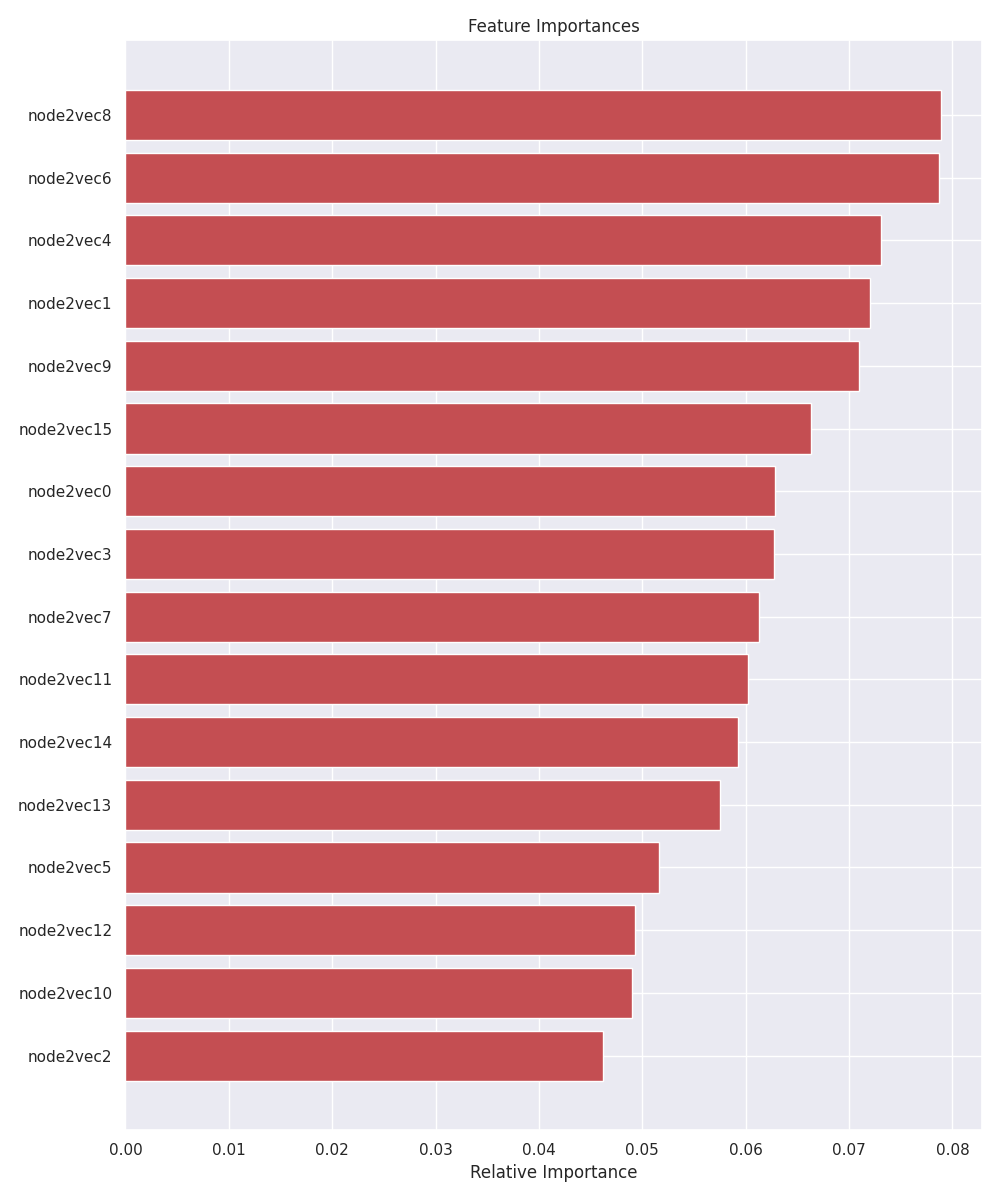 Feature Importances
node2vec8
node2vec6
node2vec4
node2vec1
node2vec9
node2vec15
node2vec0
node2vec3
node2vec7
node2vec11
node2vec14
node2vec13
node2vec5
node2vec12
node2vec10
node2vec2
0.00 0.01 0.02 0.03 0.04 0.05 0.06 0.07 0.08
Relative Importance